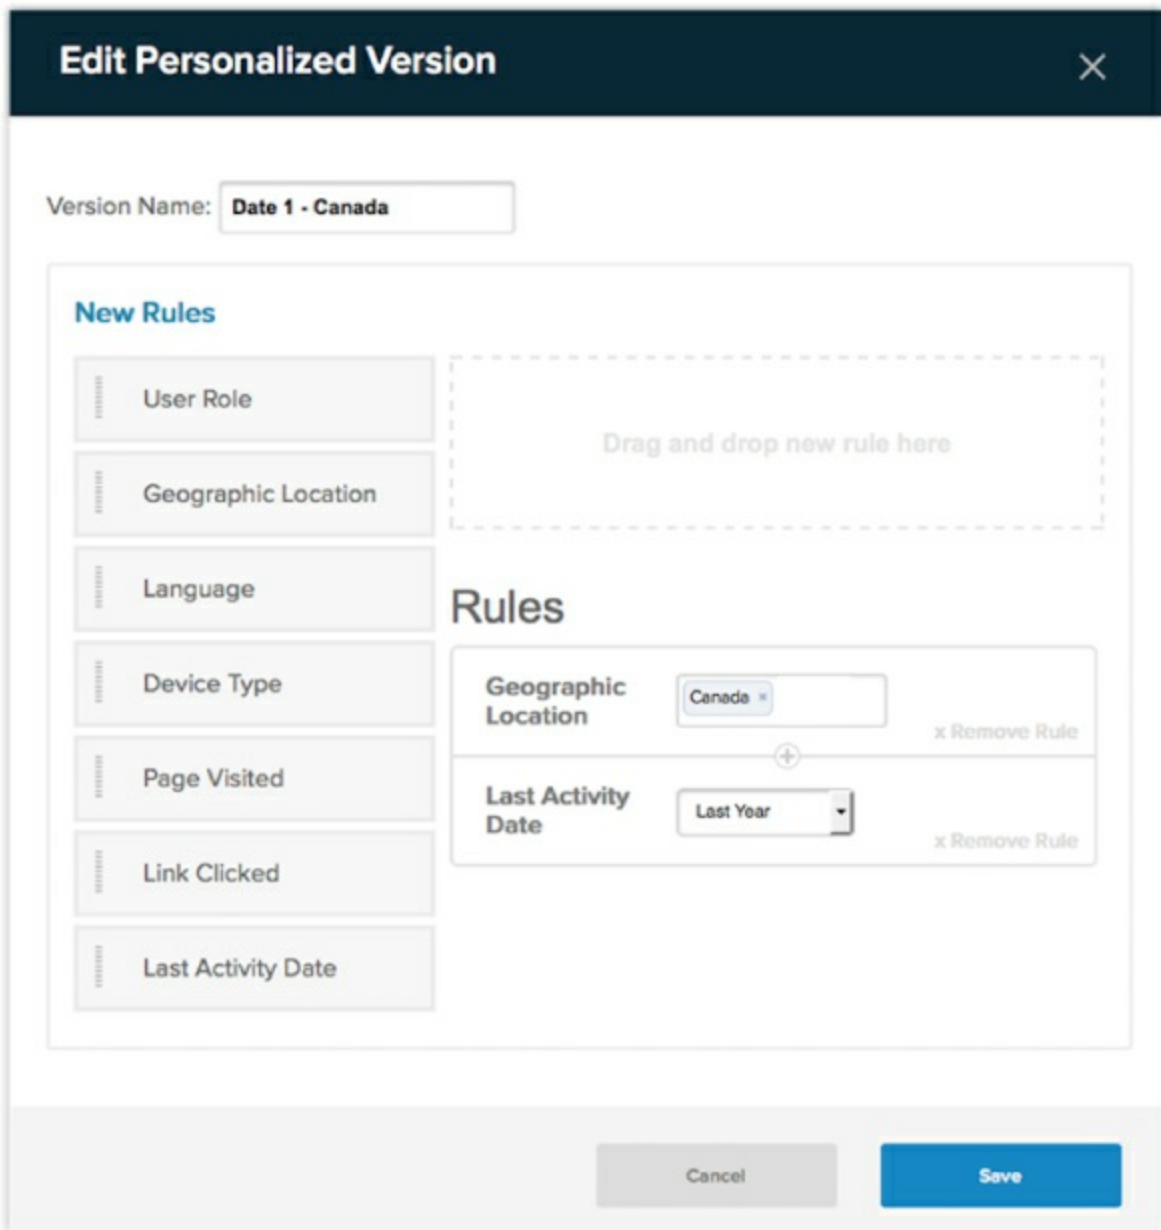 Edit Personalized Version
Version Name: Date 1 - Canada
New Rules
User Role
Geographic Location
Language
Device Type
Page Visited
Link Clicked
Last Activity Date
Drag and drop new rule here
Rules
Geographic
Location
Canada ×
x Remove Rule
Last Activity
Date
Last Year
x Remove Rule
Cancel
Save